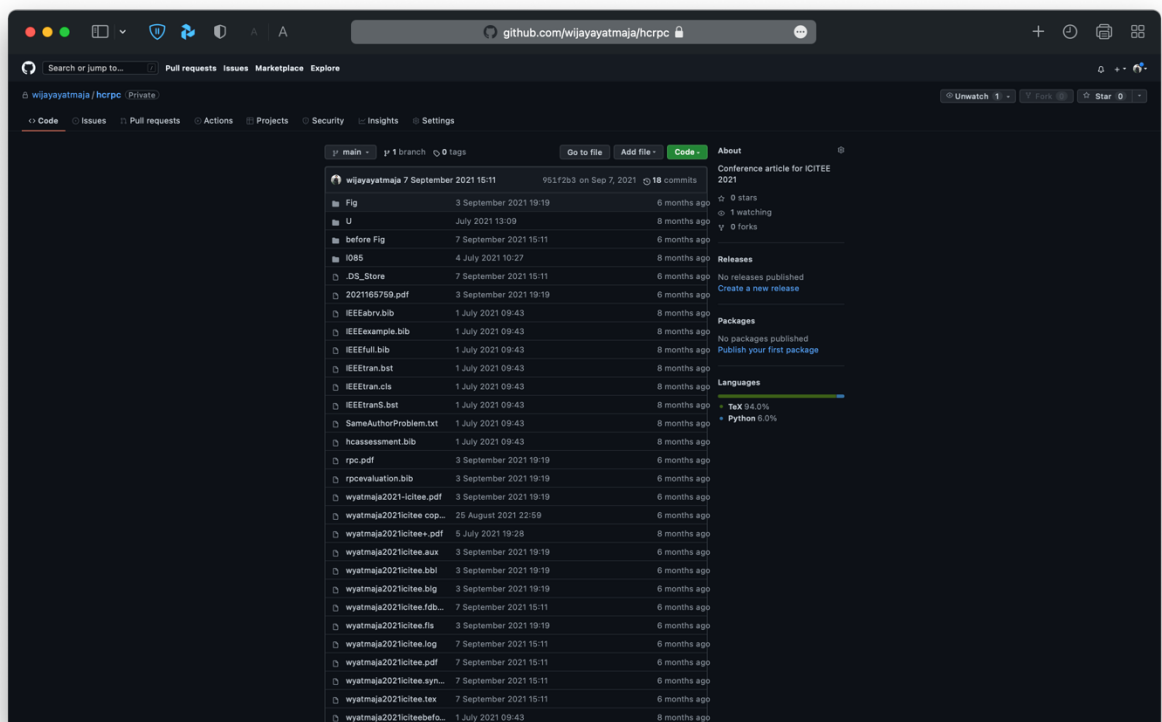 A A github.com/wijayayatmaja/hcrpc
Search or jump to... / Pull requests Issues Marketplace Explore
wijayayatmaja / hcrpc Private Unwatch 1 Fork 0 Star 0
Code Issues Pull requests Actions Projects Security Insights Settings
main 1 branch 0 tags Go to file Add file Code
wijayayatmaja 7 September 2021 15:11 951f2b3 on Sep 7, 2021 18 commits
Fig 3 September 2021 19:19 6 months ago
U July 2021 13:09 8 months ago
before Fig 7 September 2021 15:11 6 months ago
l085 4 July 2021 10:27 8 months ago
.DS_Store 7 September 2021 15:11 6 months ago
2021165759.pdf 3 September 2021 19:19 6 months ago
IEEEabrv.bib 1 July 2021 09:43 8 months ago
IEEEexample.bib 1 July 2021 09:43 8 months ago
IEEEfull.bib 1 July 2021 09:43 8 months ago
IEEEtran.bst 1 July 2021 09:43 8 months ago
IEEEtran.cls 1 July 2021 09:43 8 months ago
IEEEtranS.bst 1 July 2021 09:43 8 months ago
SameAuthorProblem.txt 1 July 2021 09:43 8 months ago
hcassessment.bib 1 July 2021 09:43 8 months ago
rpc.pdf 3 September 2021 19:19 6 months ago
rpcevaluation.bib 3 September 2021 19:19 6 months ago
wyatmaja2021-icitee.pdf 3 September 2021 19:19 6 months ago
wyatmaja2021icitee cop... 25 August 2021 22:59 6 months ago
wyatmaja2021icitee+.pdf 5 July 2021 19:28 8 months ago
wyatmaja2021icitee.aux 3 September 2021 19:19 6 months ago
wyatmaja2021icitee.bbl 3 September 2021 19:19 6 months ago
wyatmaja2021icitee.blg 3 September 2021 19:19 6 months ago
wyatmaja2021icitee.fdb... 7 September 2021 15:11 6 months ago
wyatmaja2021icitee.fls 3 September 2021 19:19 6 months ago
wyatmaja2021icitee.log 7 September 2021 15:11 6 months ago
wyatmaja2021icitee.pdf 7 September 2021 15:11 6 months ago
wyatmaja2021icitee.syn... 7 September 2021 15:11 6 months ago
wyatmaja2021icitee.tex 7 September 2021 15:11 6 months ago
wyatmaja2021iciteebefo... 1 July 2021 09:43 8 months ago
About
Conference article for ICITEE
2021
0 stars
1 watching
0 forks
Releases
No releases published
Create a new release
Packages
No packages published
Publish your first package
Languages
TeX 94.0%
Python 6.0%